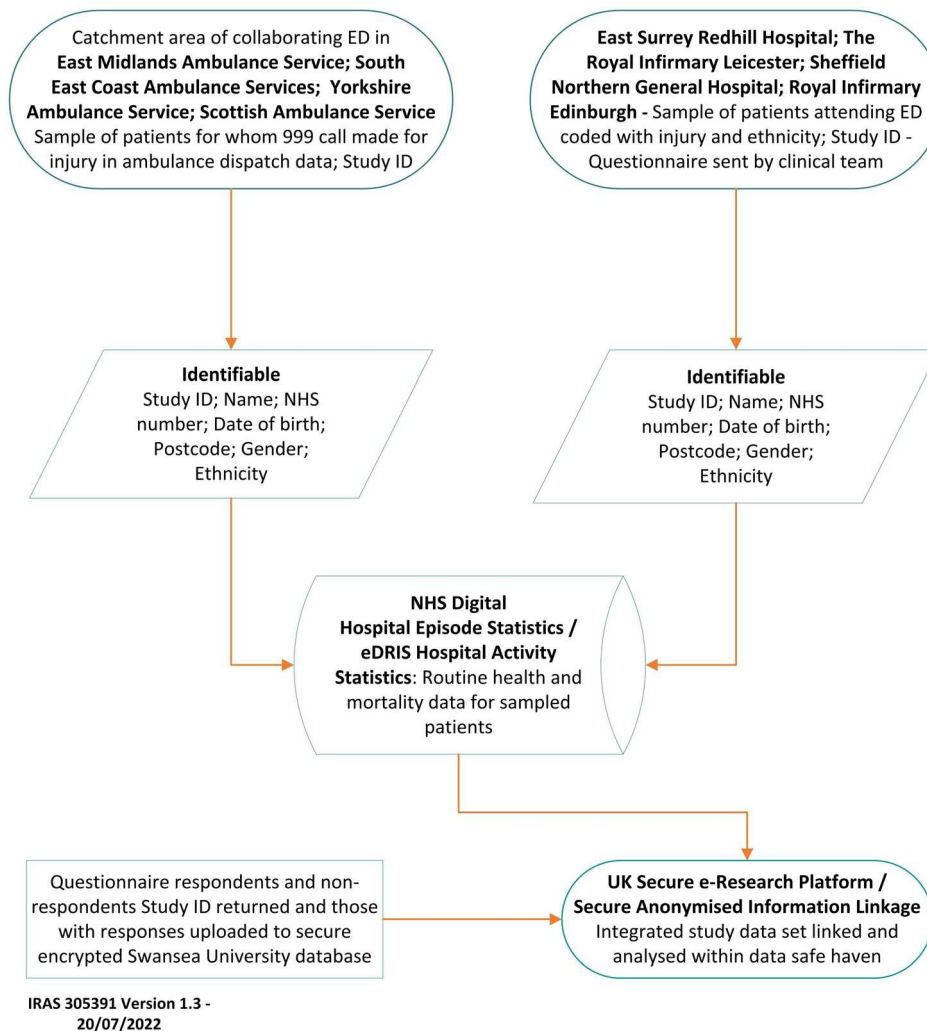 Catchment area of collaborating ED in
East Midlands Ambulance Service; South
East Coast Ambulance Services; Yorkshire
Ambulance Service; Scottish Ambulance Service
Sample of patients for whom 999 call made for
injury in ambulance dispatch data; Study ID
East Surrey Redhill Hospital; The
Royal Infirmary Leicester; Sheffield
Northern General Hospital; Royal Infirmary
Edinburgh - Sample of patients attending ED
coded with injury and ethnicity; Study ID -
Questionnaire sent by clinical team
Identifiable
Study ID; Name; NHS
number; Date of birth;
Postcode; Gender;
Ethnicity
Identifiable
Study ID; Name; NHS
number; Date of birth;
Postcode; Gender;
Ethnicity
NHS Digital
Hospital Episode Statistics /
eDRIS Hospital Activity
Statistics: Routine health and
mortality data for sampled
patients
Questionnaire respondents and non-
respondents Study ID returned and those
with responses uploaded to secure
encrypted Swansea University database
UK Secure e-Research Platform /
Secure Anonymised Information Linkage
Integrated study data set linked and
analysed within data safe haven
IRAS 305391 Version 1.3 -
20/07/2022